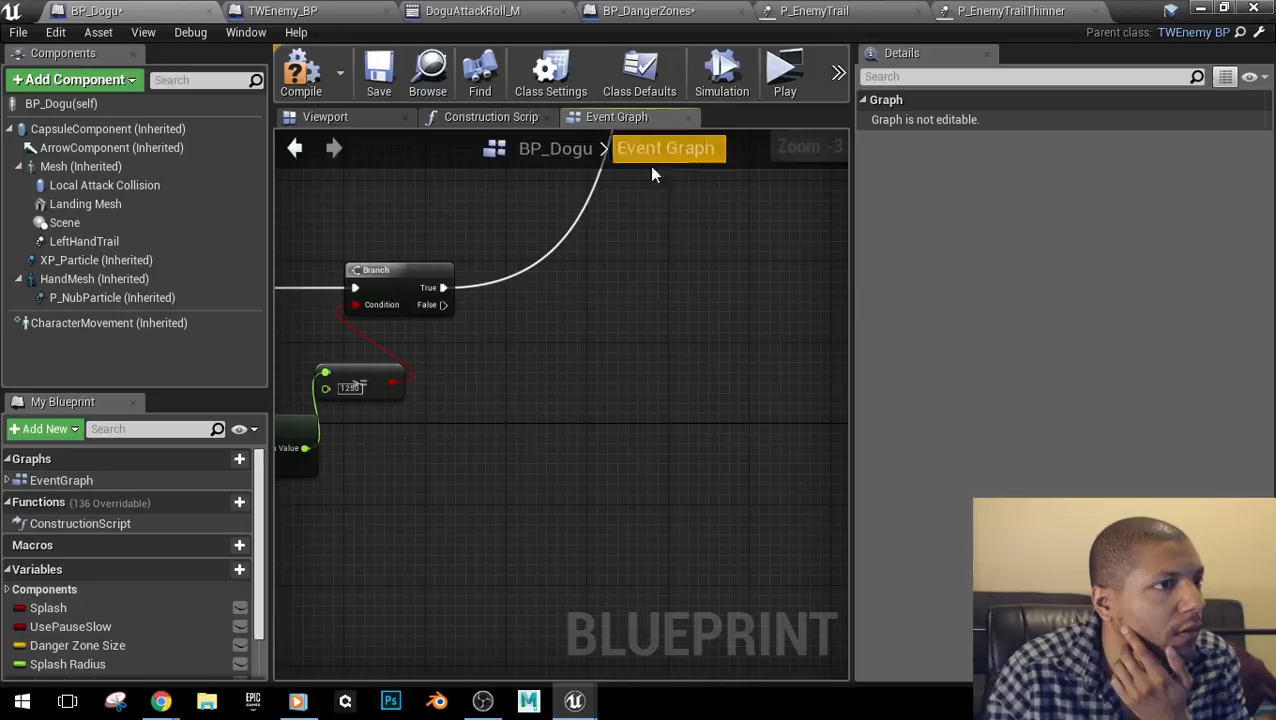 BP_Dogu*
TWEnemy_BP
DoguAttackRoll_M
BP_DangerZones*
P_EnemyTrail
P_EnemyTrailThinner
File Edit Asset View Debug Window Help
Parent class: TWEnemy BP
Components
Add Component
Search
BP_Dogu(self)
CapsuleComponent (Inherited)
ArrowComponent (Inherited)
Mesh (Inherited)
Local Attack Collision
Landing Mesh
Scene
LeftHandTrail
XP_Particle (Inherited)
HandMesh (Inherited)
P_NubParticle (Inherited)
CharacterMovement (Inherited)
My Blueprint
Add New
Search
Graphs
EventGraph
Functions (136 Overridable)
ConstructionScript
Macros
Variables
Components
Splash
UsePauseSlow
Danger Zone Size
Splash Radius
Compile
Save
Browse
Find
Class Settings
Class Defaults
Simulation
Play
Viewport
Construction Scrip
Event Graph
BP_Dogu > Event Graph
Zoom -3
Branch
True
Condition False
>=
1250
n Value
BLUEPRINT
Details
Search
Graph
Graph is not editable.